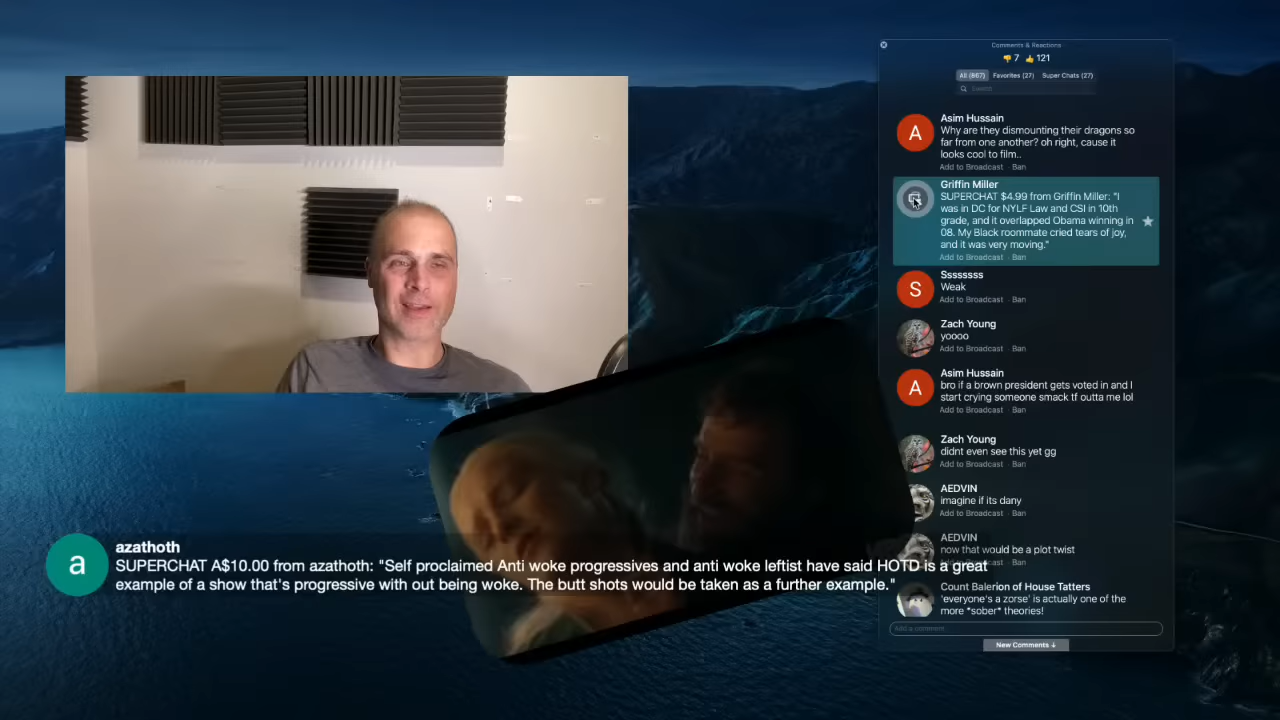 Comments & Reactions
👎 7 👍 121
All (867) Favorites (27) Super Chats (27)
Search
A
Asim Hussain
Why are they dismounting their dragons so
far from one another? oh right, cause it
looks cool to film..
Add to Broadcast · Ban
Griffin Miller
SUPERCHAT $4.99 from Griffin Miller: "I
was in DC for NYLF Law and CSI in 10th
grade, and it overlapped Obama winning in
08. My Black roommate cried tears of joy,
and it was very moving."
Add to Broadcast · Ban
S
Sssssss
Weak
Add to Broadcast · Ban
Zach Young
yoooo
Add to Broadcast · Ban
A
Asim Hussain
bro if a brown president gets voted in and I
start crying someone smack tf outta me lol
Add to Broadcast · Ban
Zach Young
didnt even see this yet gg
Add to Broadcast · Ban
AEDVIN
imagine if its dany
Add to Broadcast · Ban
AEDVIN
now that would be a plot twist
Add to Broadcast · Ban
Count Balerion of House Tatters
'everyone's a zorse' is actually one of the
more *sober* theories!
Add a comment
New Comments ↓
a
azathoth
SUPERCHAT A$10.00 from azathoth: "Self proclaimed Anti woke progressives and anti woke leftist have said HOTD is a great
example of a show that's progressive with out being woke. The butt shots would be taken as a further example."